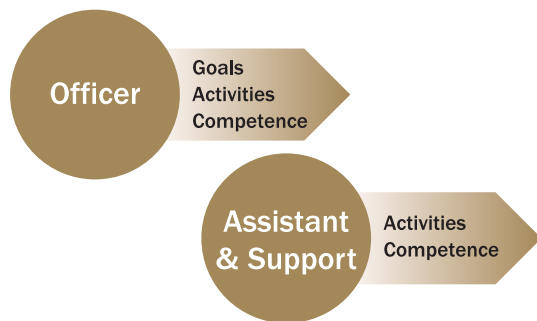 Officer
Goals
Activities
Competence
Assistant
& Support
Activities
Competence